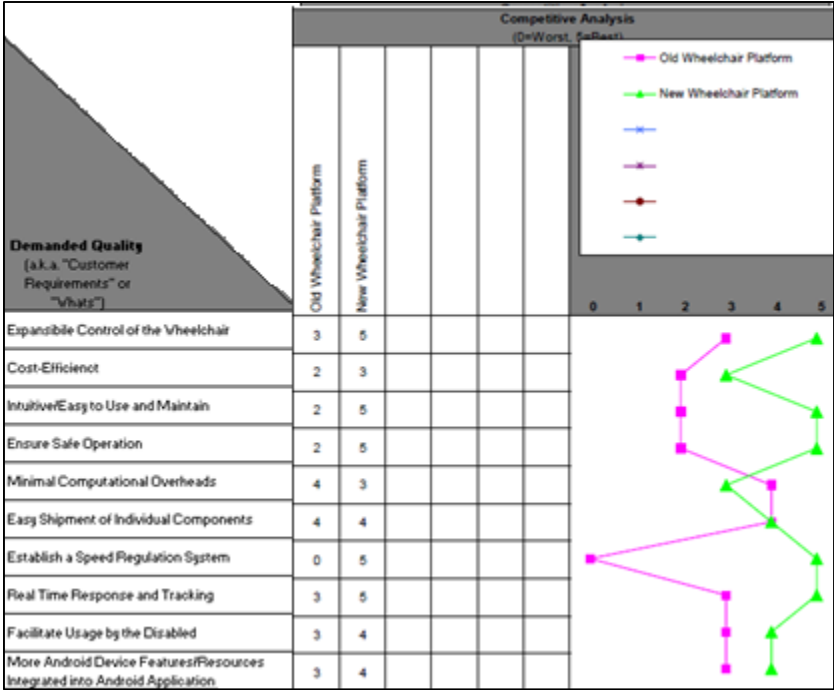 Competitive Analysis
(0=Worst, 5=Best)
Old Wheelchair Platform
New Wheelchair Platform
Demanded Quality
(a.k.a. "Customer
Requirements" or
"Whats")
Old Wheelchair Platform
New Wheelchair Platform
0 1 2 3 4 5
Expansibile Control of the Wheelchair 3 5
Cost-Efficienct 2 3
Intuitive/Easy to Use and Maintain 2 5
Ensure Safe Operation 2 5
Minimal Computational Overheads 4 3
Easy Shipment of Individual Components 4 4
Establish a Speed Regulation System 0 5
Real Time Response and Tracking 3 5
Facilitate Usage by the Disabled 3 4
More Android Device Features/Resources
Integrated into Android Application 3 4